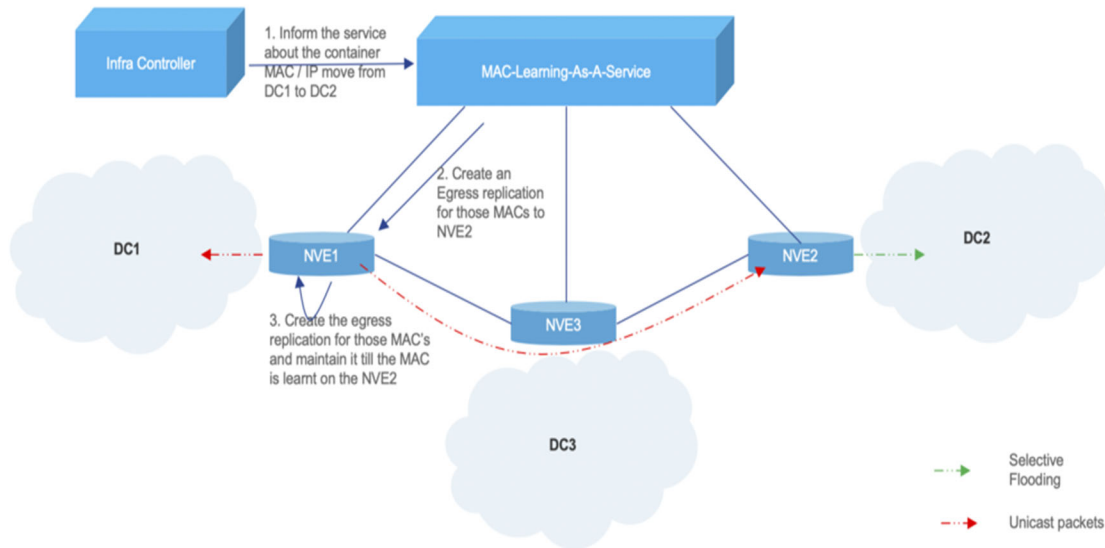 Infra Controller
1. Inform the service
about the container
MAC / IP move from
DC1 to DC2
MAC-Learning-As-A-Service
2. Create an
Egress replication
for those MACs to
NVE2
DC1
NVE1
NVE2
DC2
3. Create the egress
replication for those MAC's
and maintain it till the MAC
is learnt on the NVE2
NVE3
DC3
Selective
Flooding
Unicast packets